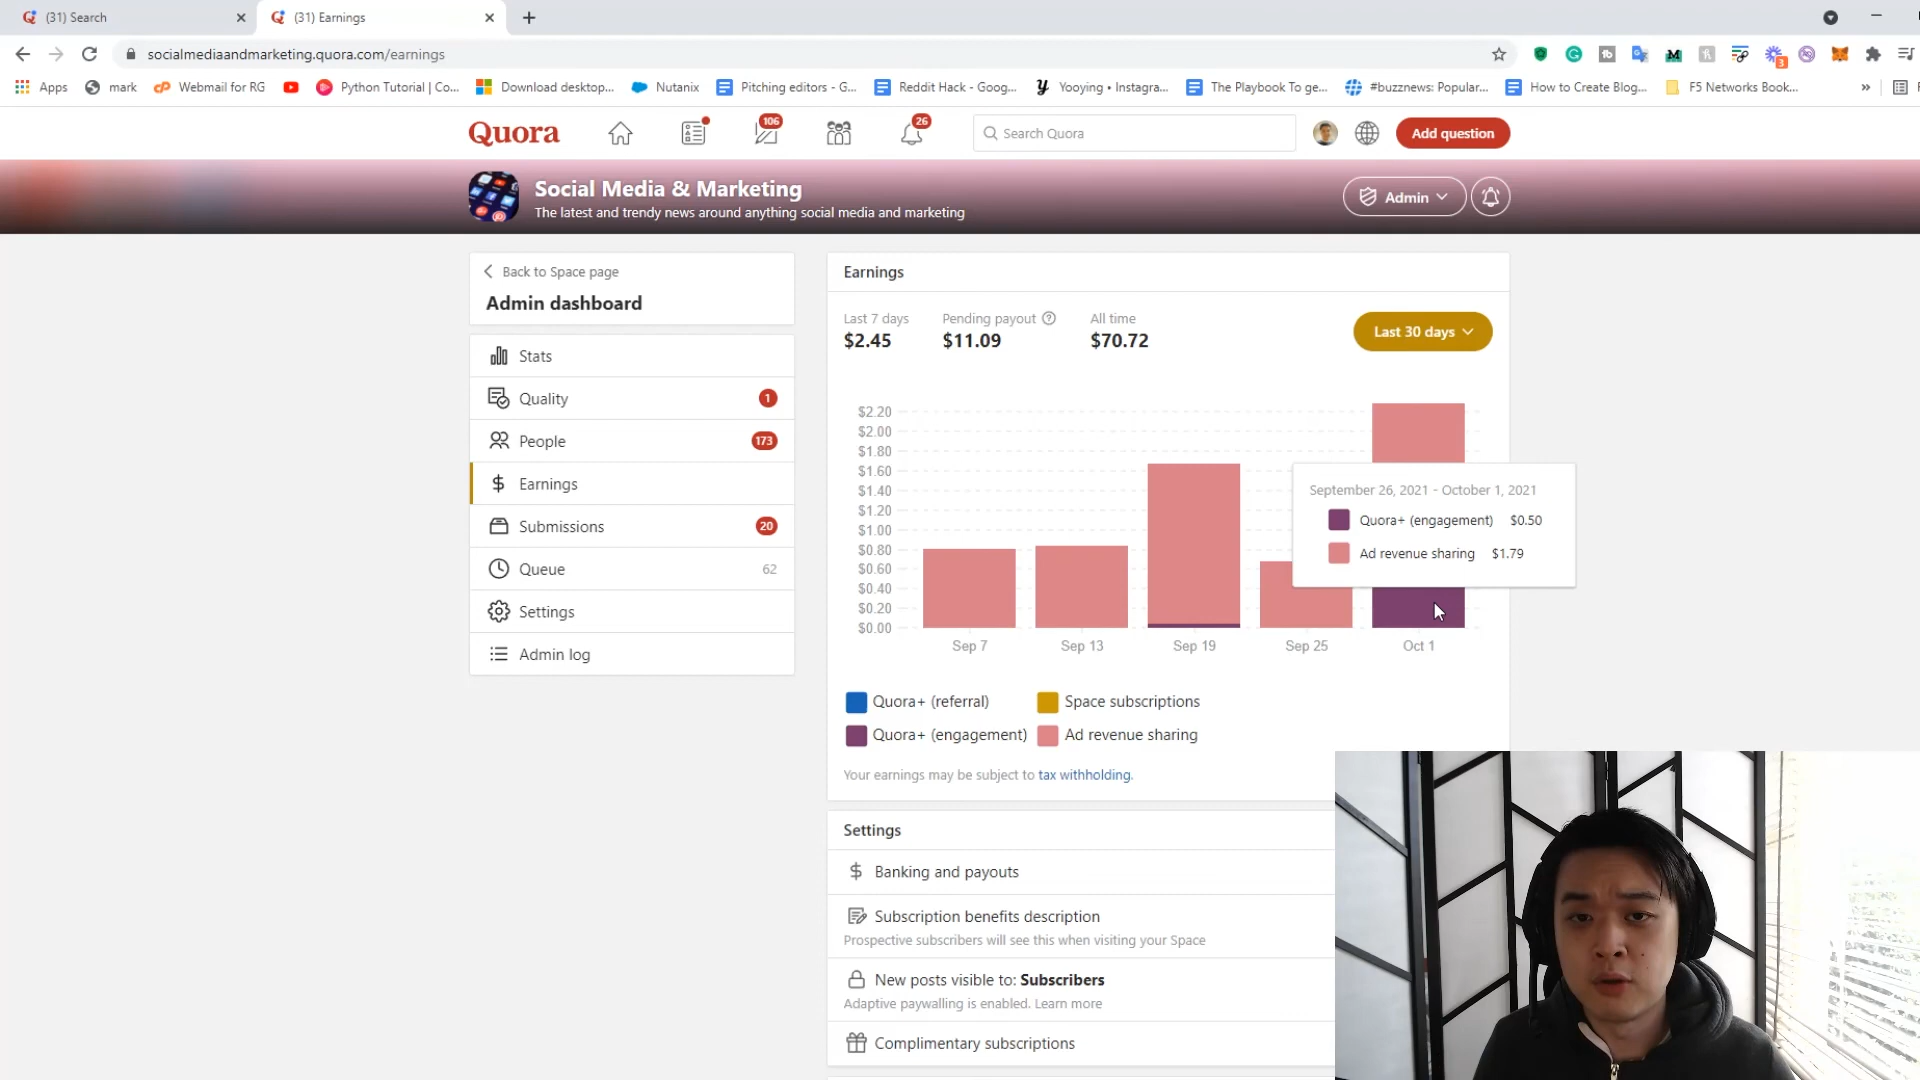 (31) Search
(31) Earnings
socialmediaandmarketing.quora.com/earnings
3
Apps mark Webmail for RG Python Tutorial | Co... Download desktop... Nutanix Pitching editors - G... Reddit Hack - Goog... Yooying • Instagra... The Playbook To ge... #buzznews: Popular... How to Create Blog... F5 Networks Book... »
Quora 106 26 Search Quora Add question
Social Media & Marketing
The latest and trendy news around anything social media and marketing
Admin
Back to Space page
Admin dashboard
Stats
Quality 1
People 173
Earnings
Submissions 20
Queue 62
Settings
Admin log
Earnings
Last 7 days Pending payout All time
$2.45 $11.09 $70.72
Last 30 days
$2.20
$2.00
$1.80
$1.60
$1.40
$1.20
$1.00
$0.80
$0.60
$0.40
$0.20
$0.00
Sep 7 Sep 13 Sep 19 Sep 25 Oct 1
September 26, 2021 - October 1, 2021
Quora+ (engagement) $0.50
Ad revenue sharing $1.79
Quora+ (referral) Space subscriptions
Quora+ (engagement) Ad revenue sharing
Your earnings may be subject to tax withholding.
Settings
Banking and payouts
Subscription benefits description
Prospective subscribers will see this when visiting your Space
New posts visible to: Subscribers
Adaptive paywalling is enabled. Learn more
Complimentary subscriptions